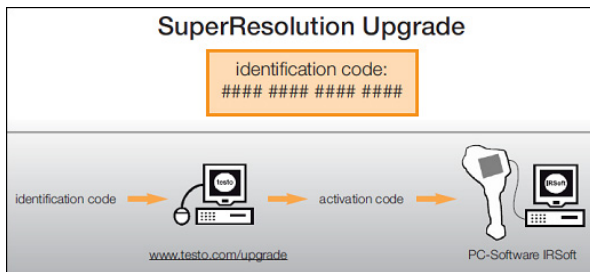 SuperResolution Upgrade
identification code:
#### #### #### ####
testo
IRSoft
identification code
activation code
www.testo.com/upgrade
PC-Software IRSoft